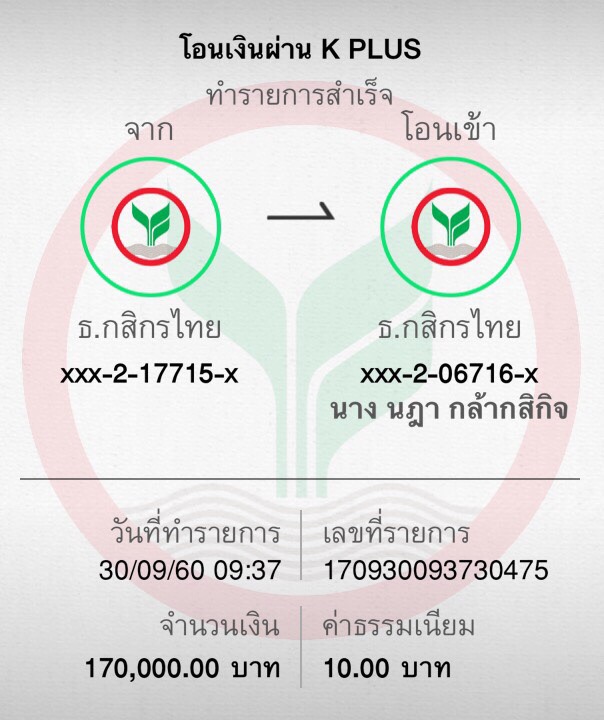 โอนเงินผ่าน K PLUS
ทำรายการสำเร็จ
จาก
โอนเข้า
ธ.กสิกรไทย
ธ.กสิกรไทย
xxx-2-17715-x
xxx-2-06716-x
นาง นฎา กล้ากสิกิจ
วันที่ทำรายการ
30/09/60 09:37
เลขที่รายการ
170930093730475
จำนวนเงิน
170,000.00 บาท
ค่าธรรมเนียม
10.00 บาท